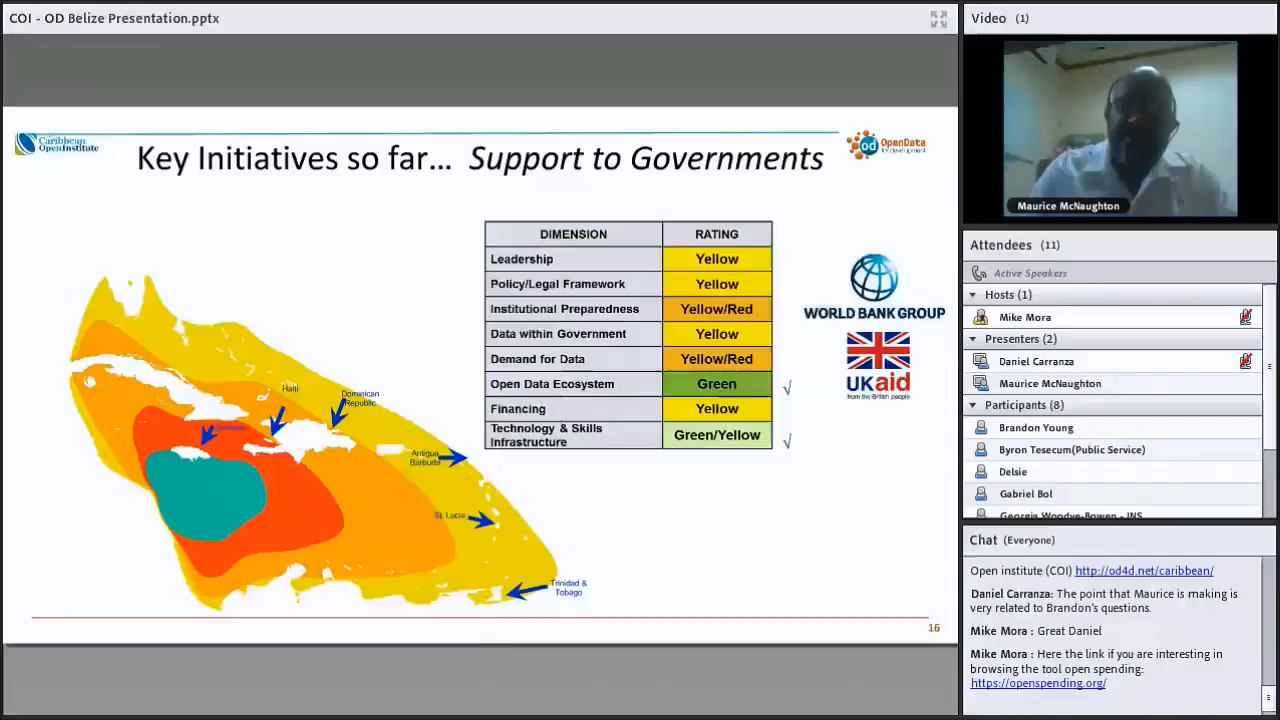 COI - OD Belize Presentation.pptx
Caribbean
OpenInstitute
Key Initiatives so far... Support to Governments
od OpenData
for development
DIMENSION RATING
Leadership Yellow
Policy/Legal Framework Yellow
Institutional Preparedness Yellow/Red
Data within Government Yellow
Demand for Data Yellow/Red
Open Data Ecosystem Green √
Financing Yellow
Technology & Skills
Infrastructure Green/Yellow √
WORLD BANK GROUP
UKaid
from the British people
Haiti
Dominican
Republic
Antigua
Barbuda
St. Lucia
Trinidad &
Tobago
16
Video (1)
Maurice McNaughton
Attendees (11)
Active Speakers
Hosts (1)
Mike Mora
Presenters (2)
Daniel Carranza
Maurice McNaughton
Participants (8)
Brandon Young
Byron Tesecum(Public Service)
Delsie
Gabriel Bol
Chat (Everyone)
Open institute (COI) http://od4d.net/caribbean/
Daniel Carranza: The point that Maurice is making is
very related to Brandon's questions.
Mike Mora : Great Daniel
Mike Mora : Here the link if you are interesting in
browsing the tool open spending:
https://openspending.org/